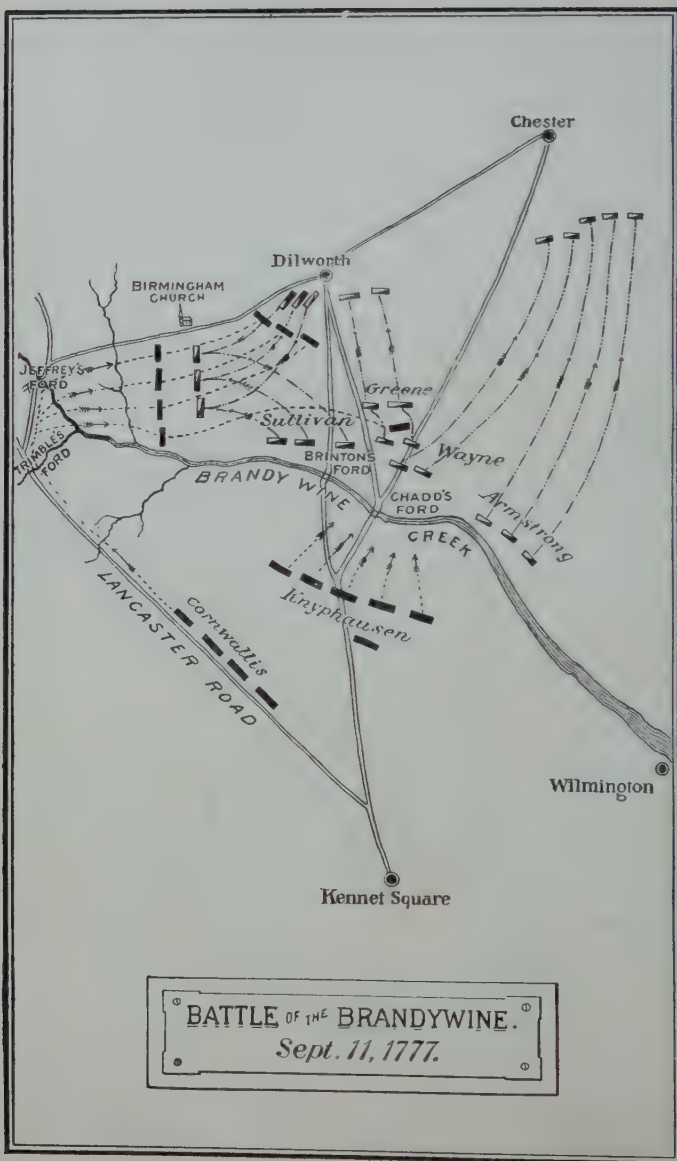 Chester
Dilworth
BIRMINGHAM
CHURCH
JEFFREY'S
FORD
Greene
Sullivan
TRIMBLES
FORD
BRINTONS
FORD
Wayne
BRANDY WINE
CHADD'S
FORD
CREEK
Armstrong
Knyphausen
Cornwallis
LANCASTER ROAD
Wilmington
Kennet Square
BATTLE OF THE BRANDYWINE.
Sept. 11, 1777.